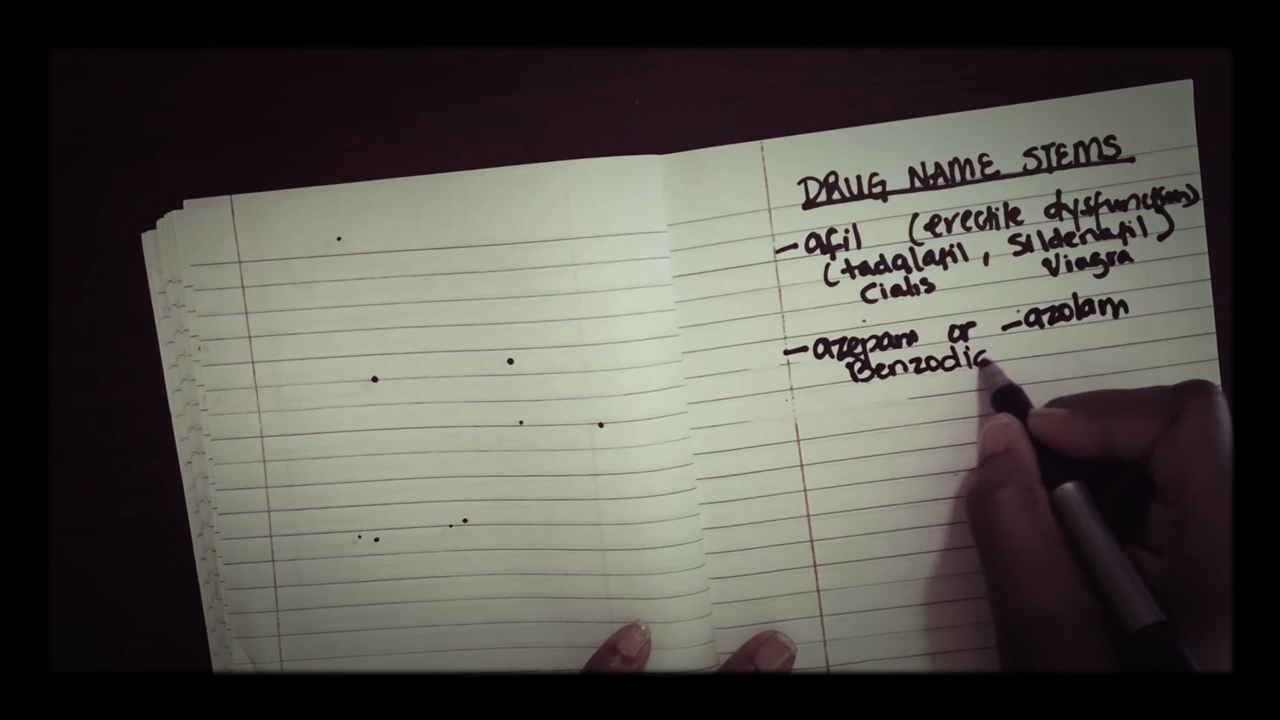 DRUG NAME STEMS
-afil (erectile dysfunction)
(tadalafil, Sildenafil)
Cialis Viagra
-azepam or -azolam
Benzodia